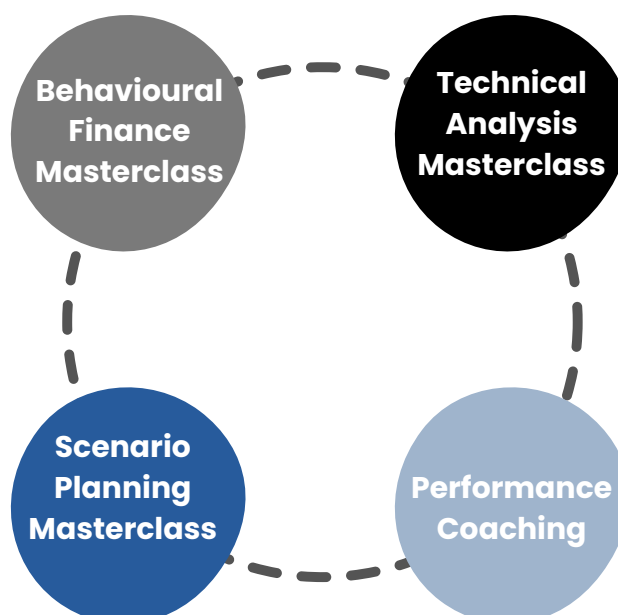 Behavioural
Finance
Masterclass
Technical
Analysis
Masterclass
Scenario
Planning
Masterclass
Performance
Coaching